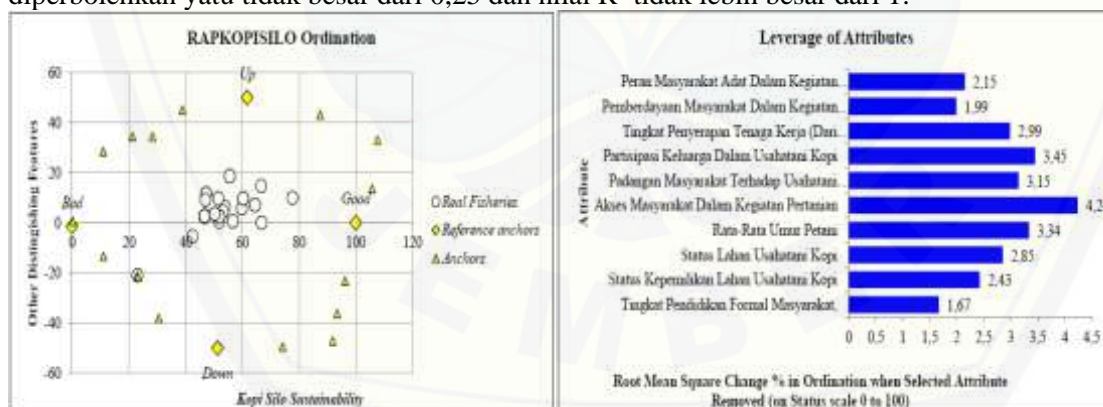 diperbolehkan yatu tidak besar dari 0,25 dan nilai R² tidak lebih besar dari 1.
RAPKOPISILO Ordination
Up
60
40
20
0
-20
-40
-60
Other Distingishing Features
Bad
Good
0
20
40
60
80
100
120
Down
Kopi Silo Sustainability
Real Fisheries
Reference anchors
Anchors
Leverage of Attributes
Attribute
Peran Masyarakat Adat Dalam Kegiatan.. 2,15
Pemberdayaan Masyarakat Dalam Kegiatan.. 1,99
Tingkat Penyerapan Tenaga Kerja (Dan.. 2,99
Partisipasi Keluarga Dalam Usahatani Kopi 3,45
Padangan Masyarakat Terhadap Usahatani.. 3,15
Akses Masyarakat Dalam Kegiatan Pertanian 4,2
Rata-Rata Umur Petani 3,34
Status Lahan Usahatani Kopi 2,85
Status Kepemilikan Lahan Usahatani Kopi 2,43
Tingkat Pendidikan Formal Masyarakat, 1,67
0 0,5 1 1,5 2 2,5 3 3,5 4 4,5
Root Mean Square Change % in Ordination when Selected Attribute
Removed (on Status scale 0 to 100)